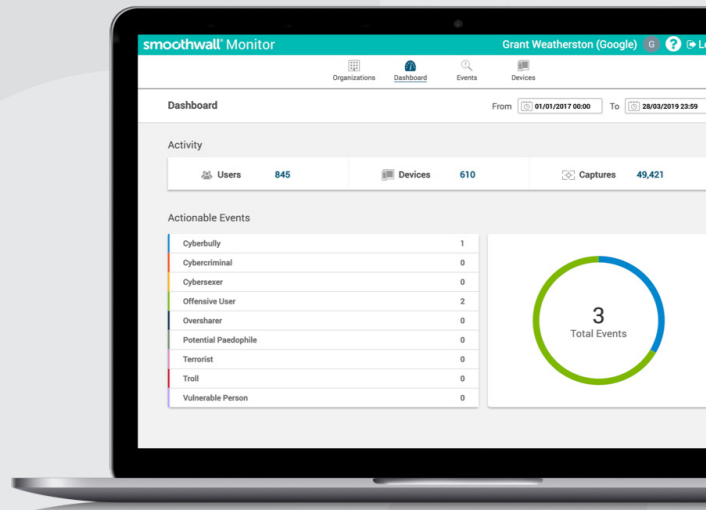 smoothwall® Monitor
Grant Weatherston (Google) G ? Lo
Organizations Dashboard Events Devices
Dashboard From 01/01/2017 00:00 To 28/03/2019 23:59
Activity
Users 845 Devices 610 Captures 49,421
Actionable Events
Cyberbully 1
Cybercriminal 0
Cybersexer 0
Offensive User 2
Oversharer 0
Potential Paedophile 0
Terrorist 0
Troll 0
Vulnerable Person 0
3
Total Events